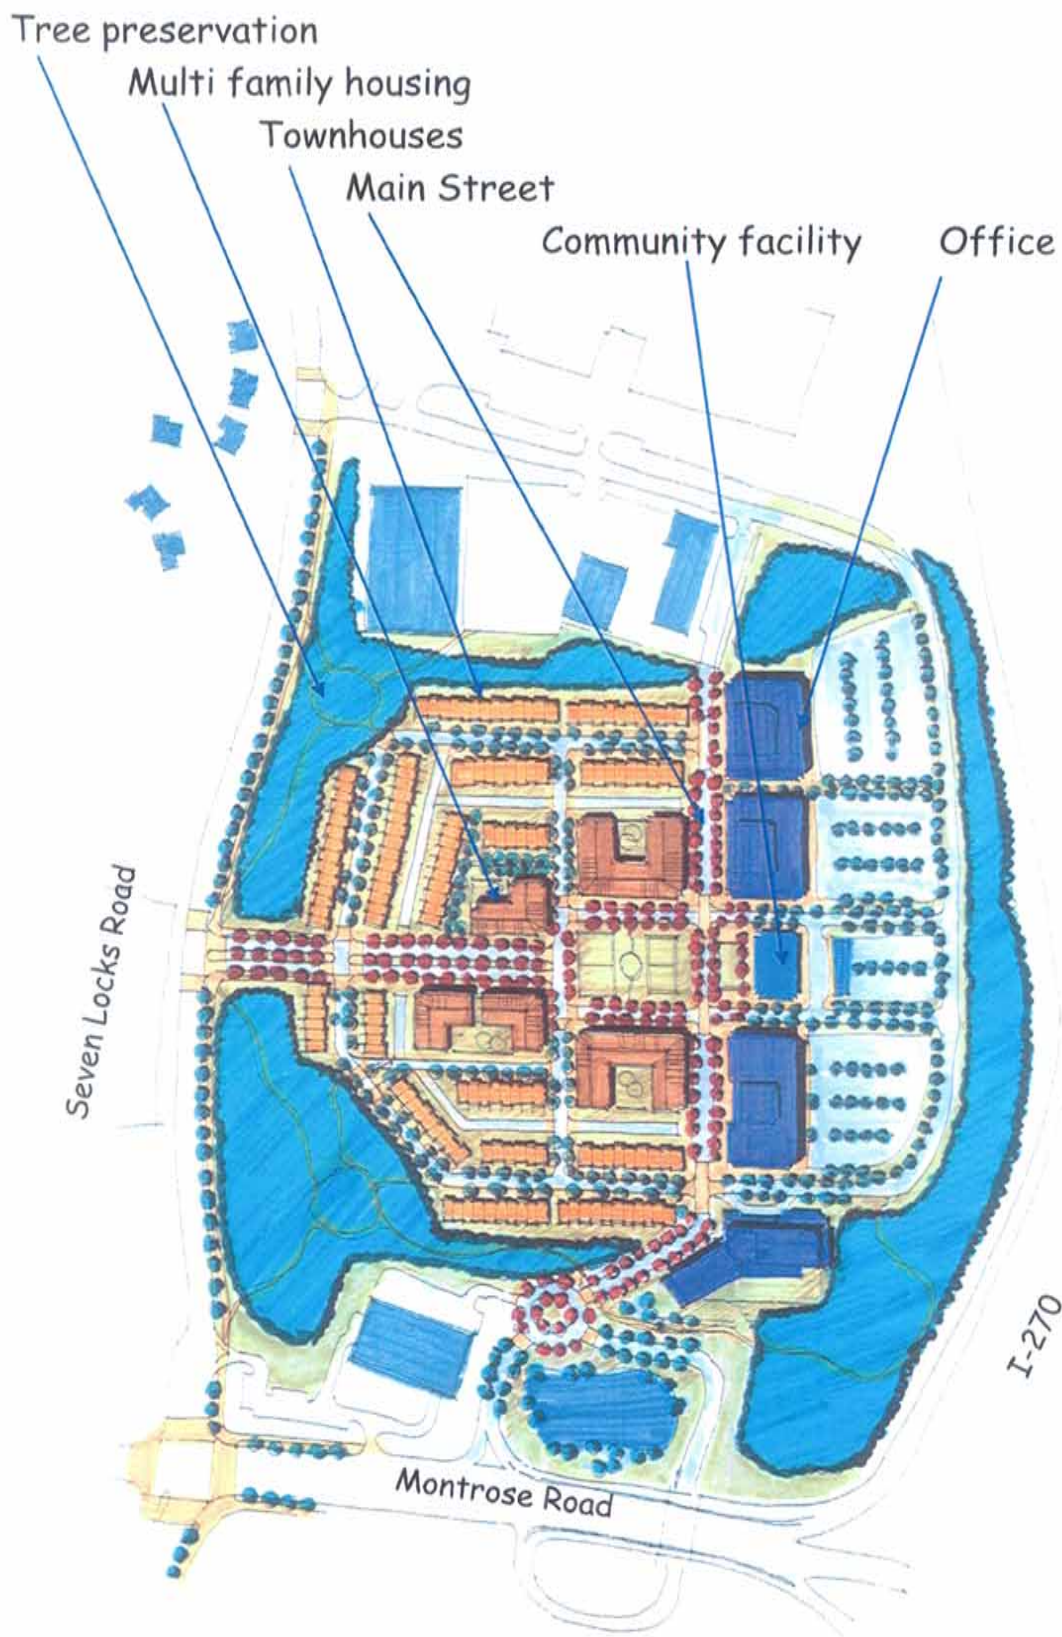 Tree preservation
Multi family housing
Townhouses
Main Street
Community facility
Office
Seven Locks Road
I-270
Montrose Road